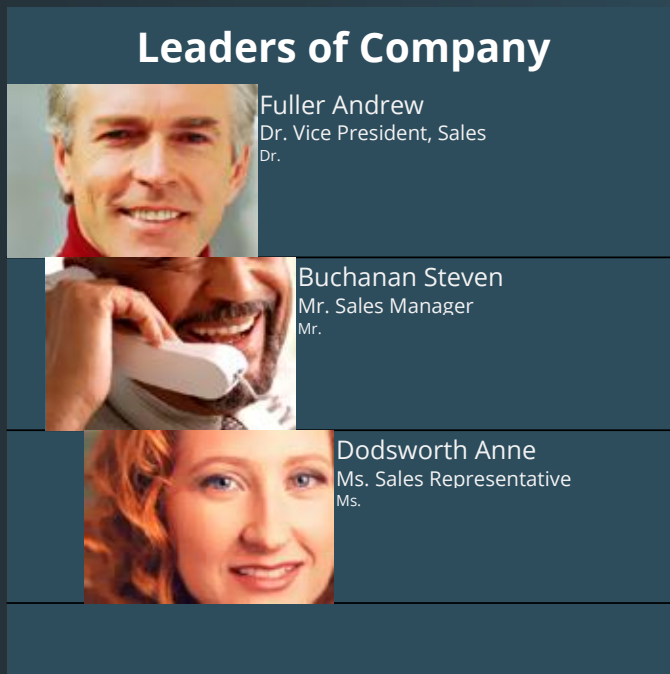 Leaders of Company
Fuller Andrew
Dr. Vice President, Sales
Dr.
Buchanan Steven
Mr. Sales Manager
Mr.
Dodsworth Anne
Ms. Sales Representative
Ms.